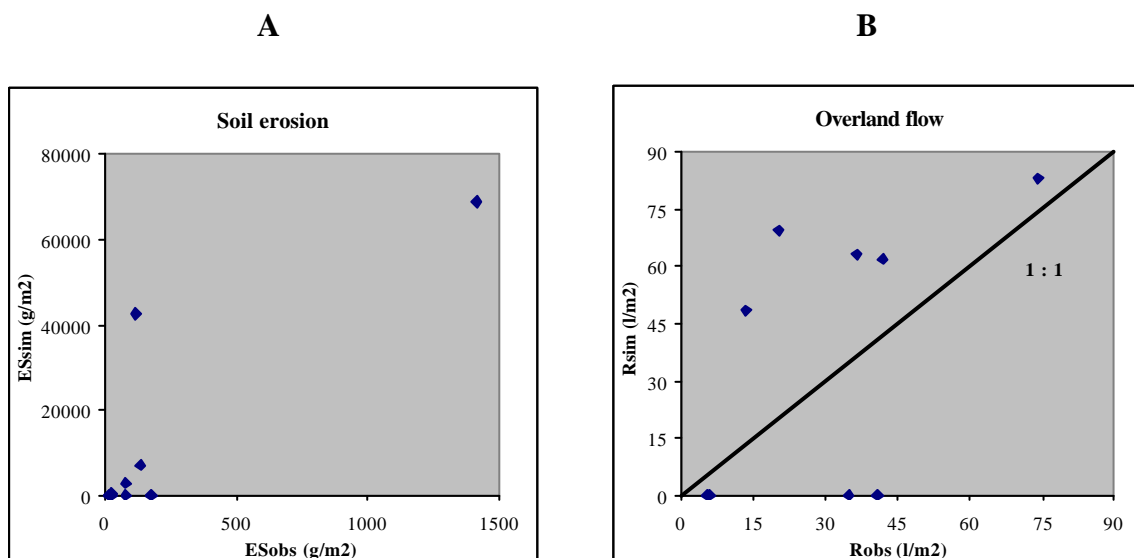 A
B
Soil erosion
80000
60000
40000
20000
0
ESsim (g/m2)
0 500 1000 1500
ESobs (g/m2)
Overland flow
90
75
60
45
30
15
0
Rsim (l/m2)
1 : 1
0 15 30 45 60 75 90
Robs (l/m2)